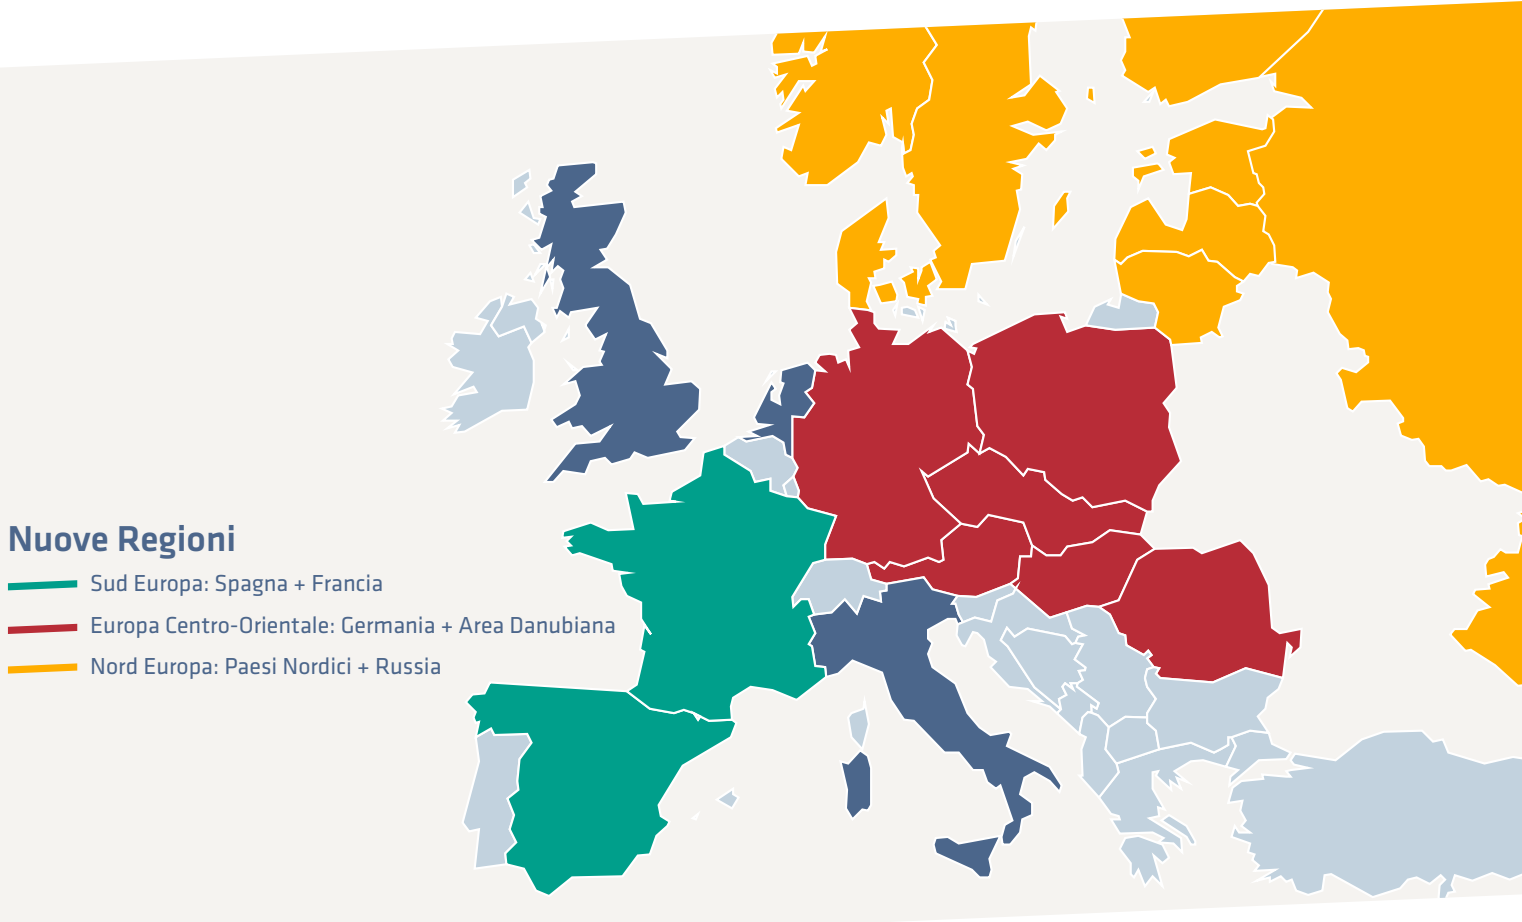 Nuove Regioni
Sud Europa: Spagna + Francia
Europa Centro-Orientale: Germania + Area Danubiana
Nord Europa: Paesi Nordici + Russia